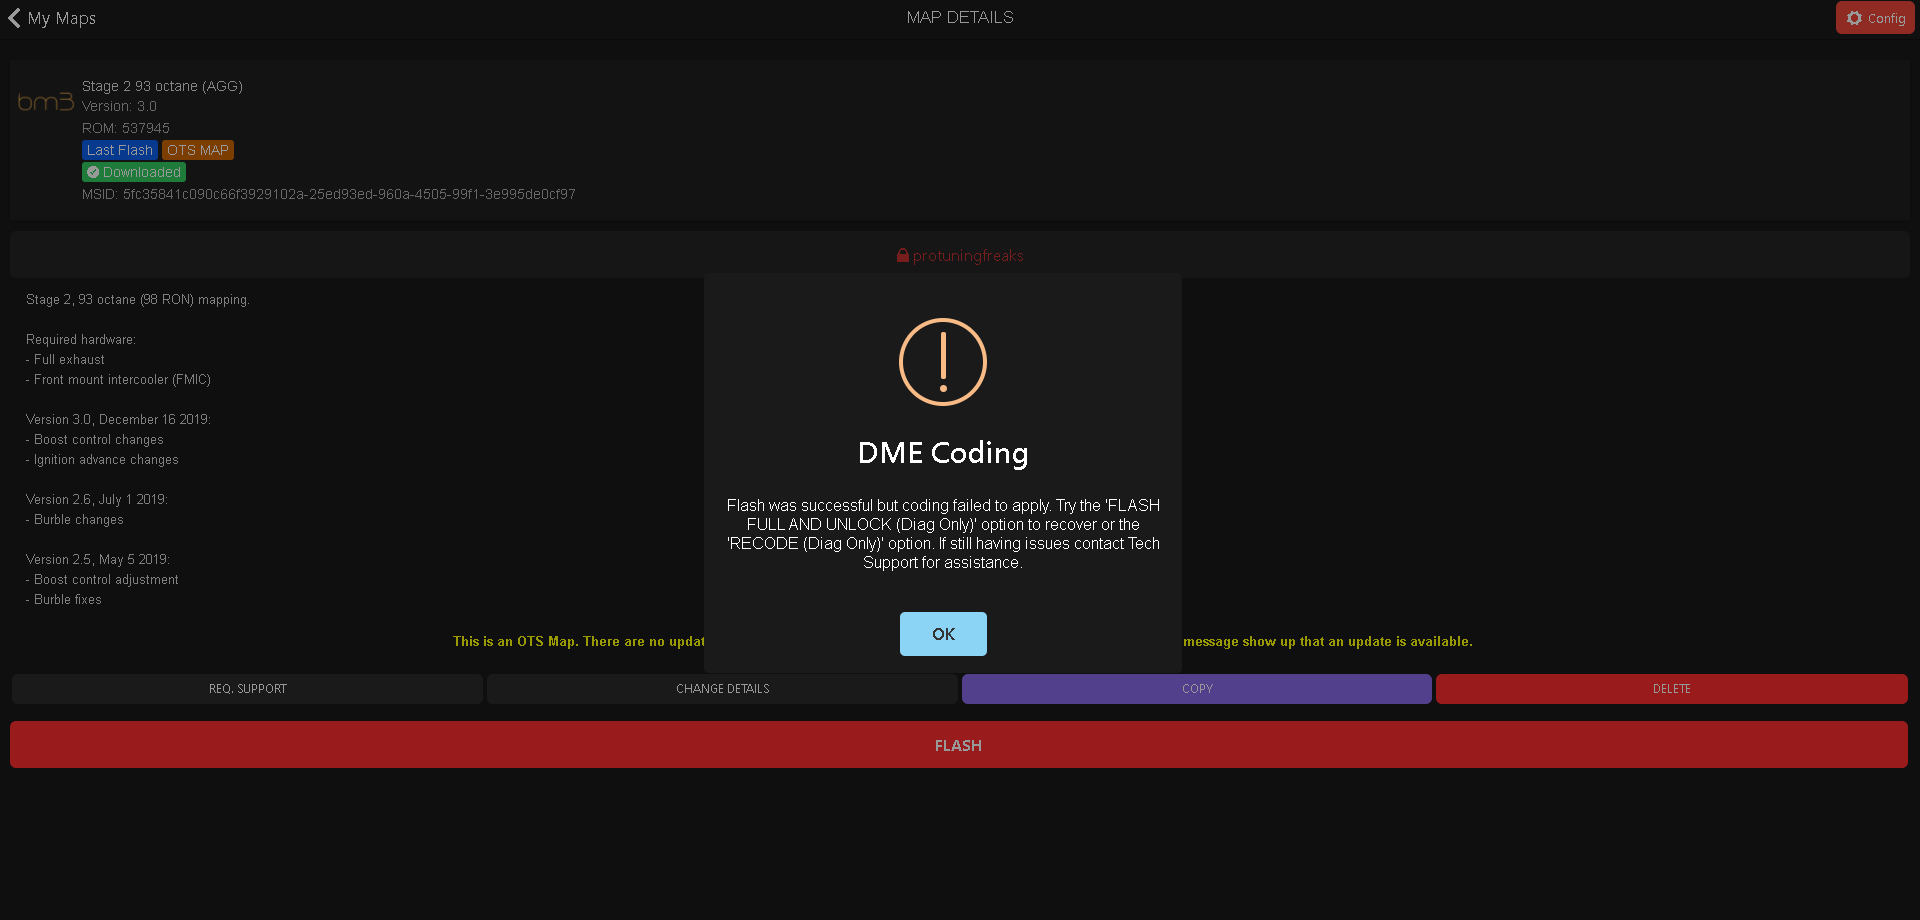 My Maps
MAP DETAILS
Config
bm3
Stage 2 93 octane (AGG)
Version: 3.0
ROM: 537945
Last Flash OTS MAP
Downloaded
MSID: 5fc35841c090c66f3929102a-25ed93ed-960a-4505-99f1-3e995de0cf97
protuningfreaks
Stage 2, 93 octane (98 RON) mapping.
Required hardware:
- Full exhaust
- Front mount intercooler (FMIC)
Version 3.0, December 16 2019:
- Boost control changes
- Ignition advance changes
Version 2.6, July 1 2019:
- Burble changes
Version 2.5, May 5 2019:
- Boost control adjustment
- Burble fixes
DME Coding
Flash was successful but coding failed to apply. Try the 'FLASH
FULL AND UNLOCK (Diag Only)' option to recover or the
'RECODE (Diag Only)' option. If still having issues contact Tech
Support for assistance.
OK
This is an OTS Map. There are no updat
message show up that an update is available.
REQ. SUPPORT
CHANGE DETAILS
COPY
DELETE
FLASH